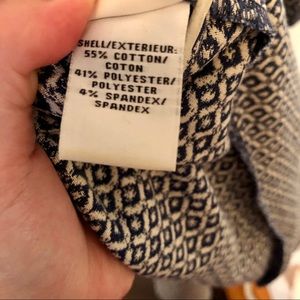 SHELL/EXTERIEUR:
55% COTTON/
COTON
41% POLYESTER/
POLYESTER
4% SPANDEX/
SPANDEX